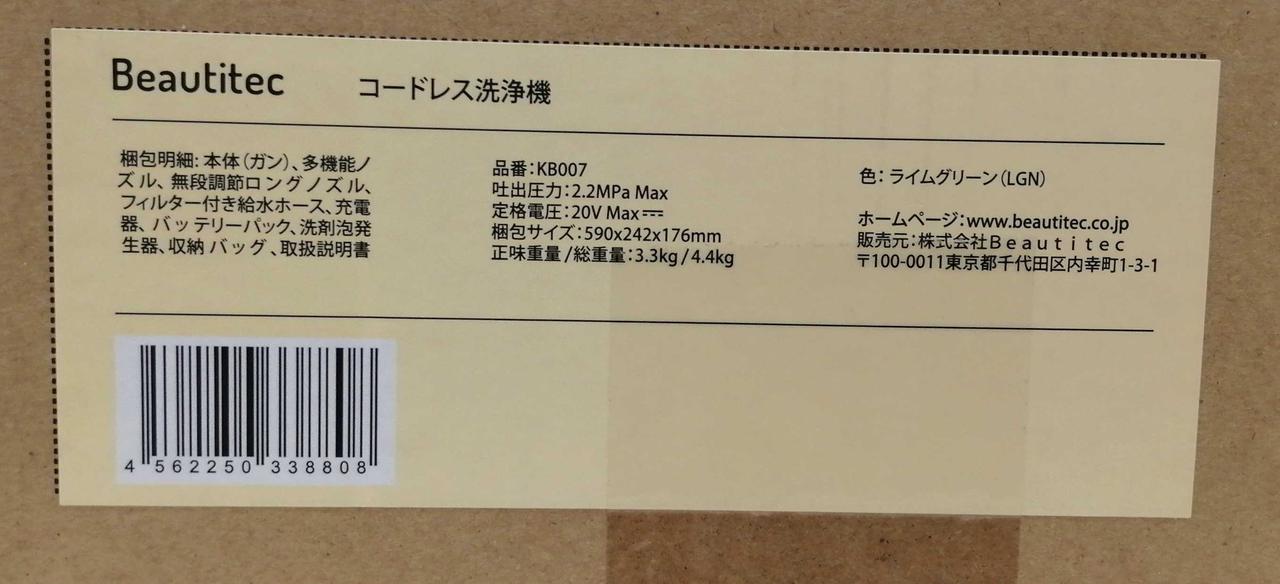 Beautitec
コードレス洗浄機
梱包明細: 本体(ガン)、多機能ノ
ズル、無段調節ロングノズル、
フィルター付き給水ホース、充電
器、バッテリーパック、洗剤泡発
生器、収納バッグ、取扱説明書
品番:KB007
吐出圧力:2.2MPa Max
定格電圧:20V Max⎓
梱包サイズ:590x242x176mm
正味重量/総重量:3.3kg/4.4kg
色: ライムグリーン(LGN)
ホームページ:www.beautitec.co.jp
販売元:株式会社Beautitec
〒100-0011東京都千代田区内幸町1-3-1
4 562250 338808